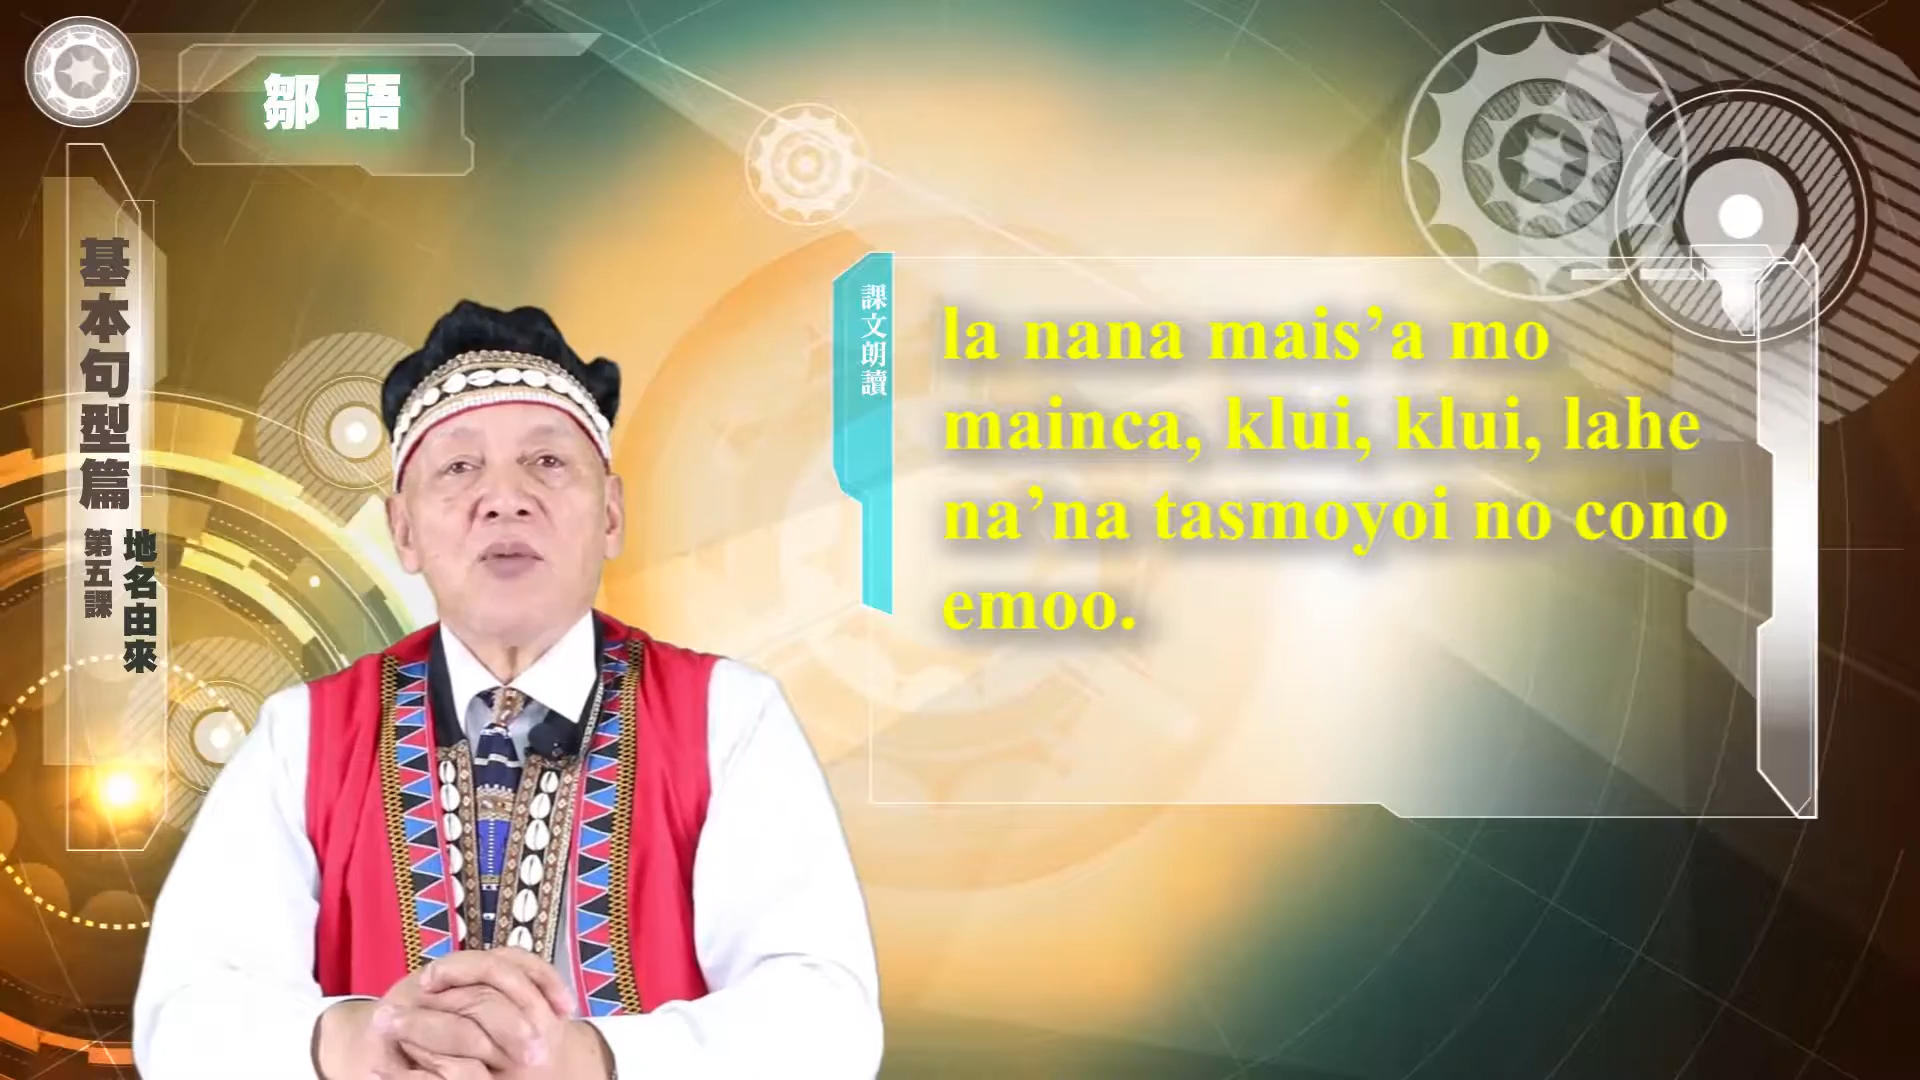 鄒語
基本句型篇
第五課
地名由來
課文朗讀
la nana mais’a mo
mainca, klui, klui, lahe
na’na tasmoyoi no cono
emoo.